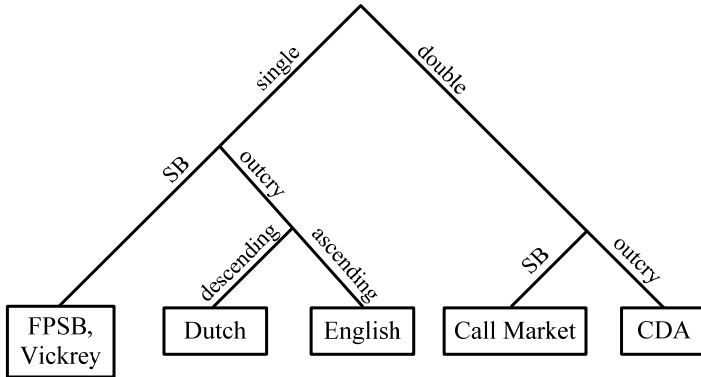 single
double
SB
outcry
descending
ascending
SB
outcry
FPSB,
Vickrey
Dutch
English
Call Market
CDA